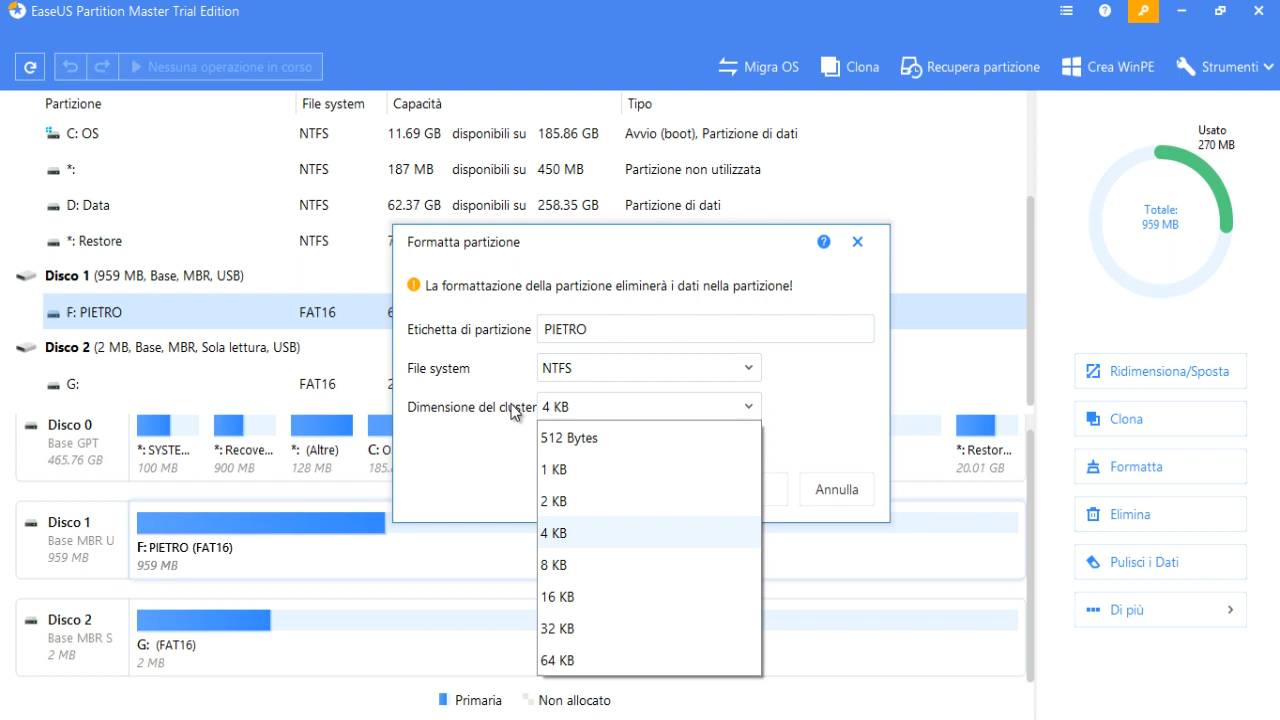 EaseUS Partition Master Trial Edition
Nessuna operazione in corso
Migra OS
Clona
Recupera partizione
Crea WinPE
Strumenti
Partizione File system Capacità Tipo
C: OS NTFS 11.69 GB disponibili su 185.86 GB Avvio (boot), Partizione di dati
*: NTFS 187 MB disponibili su 450 MB Partizione non utilizzata
D: Data NTFS 62.37 GB disponibili su 258.35 GB Partizione di dati
*: Restore NTFS
Disco 1 (959 MB, Base, MBR, USB)
F: PIETRO FAT16
Disco 2 (2 MB, Base, MBR, Sola lettura, USB)
G: FAT16
Formatta partizione
La formattazione della partizione eliminerà i dati nella partizione!
Etichetta di partizione PIETRO
File system NTFS
Dimensione del cluster 4 KB
512 Bytes
1 KB
2 KB
4 KB
8 KB
16 KB
32 KB
64 KB
Annulla
Disco 0
Base GPT
465.76 GB
*: SYSTE...
100 MB
*: Recove...
900 MB
*: (Altre)
128 MB
*: Restor...
20.01 GB
Disco 1
Base MBR U
959 MB
F: PIETRO (FAT16)
959 MB
Disco 2
Base MBR S
2 MB
G: (FAT16)
2 MB
Primaria
Non allocato
Usato
270 MB
Totale:
959 MB
Ridimensiona/Sposta
Clona
Formatta
Elimina
Pulisci i Dati
Di più